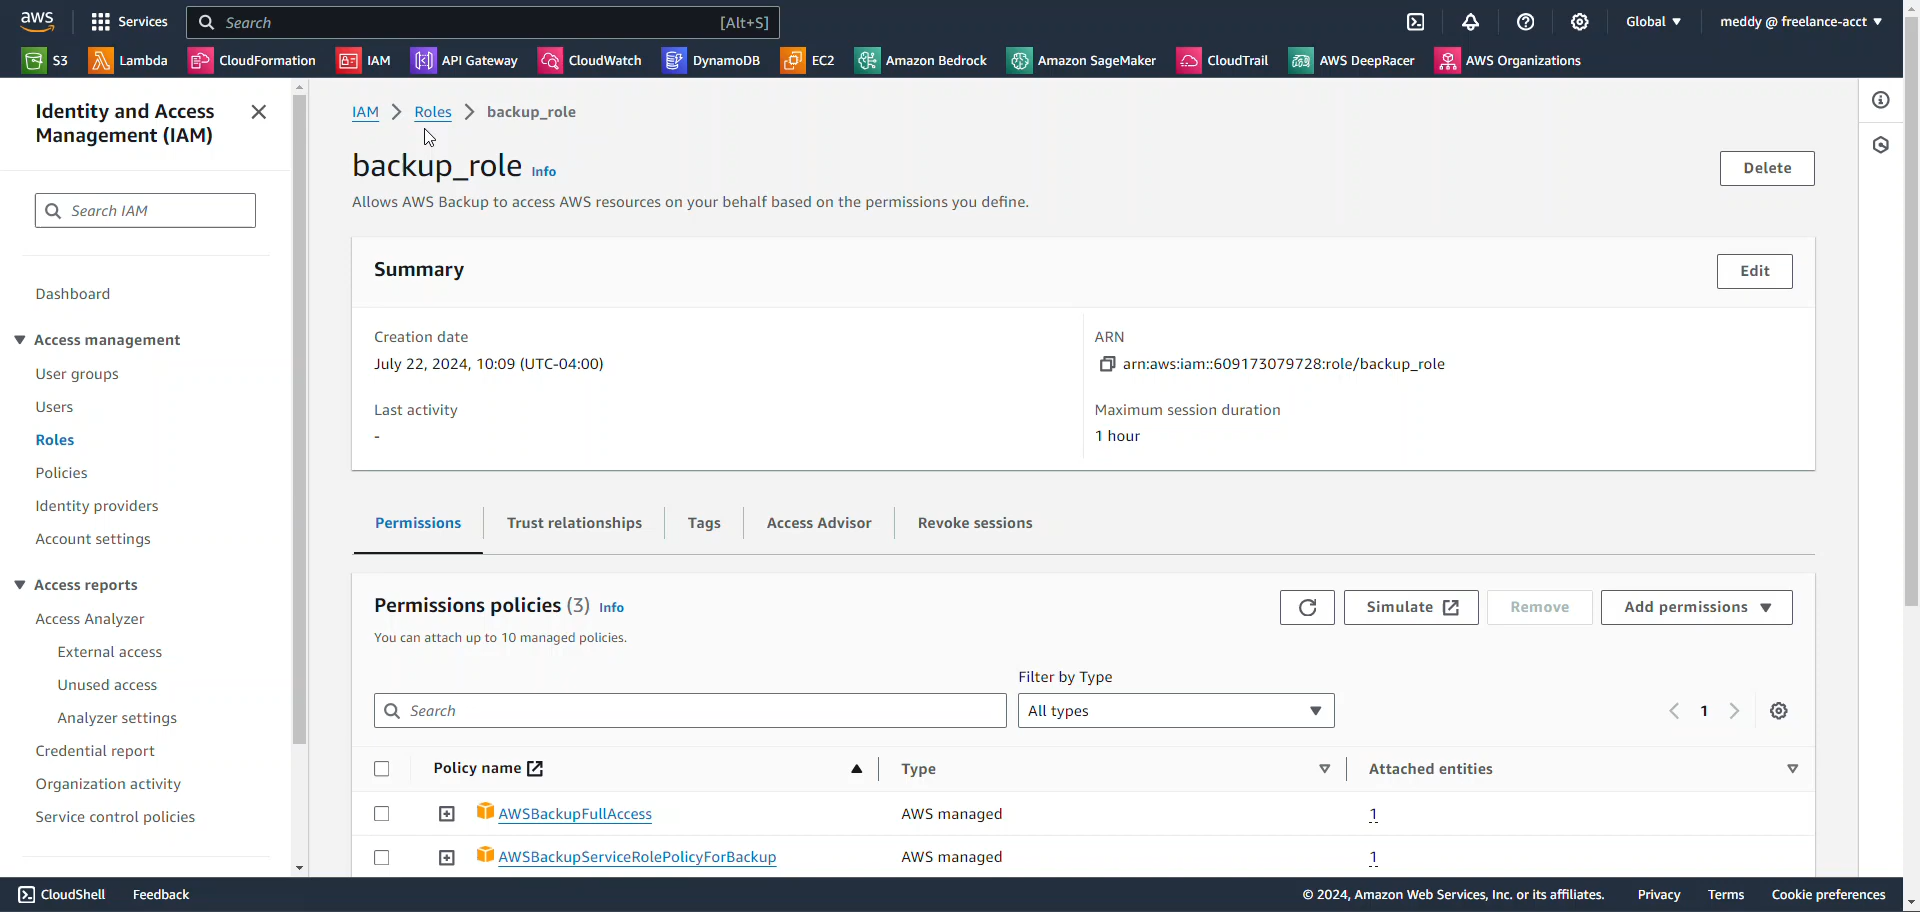 aws
Services
Search
[Alt+S]
Global ▼
meddy @ freelance-acct ▼
S3
Lambda
CloudFormation
IAM
API Gateway
CloudWatch
DynamoDB
EC2
Amazon Bedrock
Amazon SageMaker
CloudTrail
AWS DeepRacer
AWS Organizations
Identity and Access
Management (IAM)
Search IAM
Dashboard
Access management
User groups
Users
Roles
Policies
Identity providers
Account settings
Access reports
Access Analyzer
External access
Unused access
Analyzer settings
Credential report
Organization activity
Service control policies
IAM > Roles > backup_role
backup_role Info
Delete
Allows AWS Backup to access AWS resources on your behalf based on the permissions you define.
Summary
Edit
Creation date
July 22, 2024, 10:09 (UTC-04:00)
ARN
arn:aws:iam::609173079728:role/backup_role
Last activity
-
Maximum session duration
1 hour
Permissions
Trust relationships
Tags
Access Advisor
Revoke sessions
Permissions policies (3) Info
You can attach up to 10 managed policies.
Simulate
Remove
Add permissions
Filter by Type
Search
All types
1
Policy name
Type
Attached entities
AWSBackupFullAccess
AWS managed
1
AWSBackupServiceRolePolicyForBackup
AWS managed
1
CloudShell
Feedback
© 2024, Amazon Web Services, Inc. or its affiliates.
Privacy
Terms
Cookie preferences